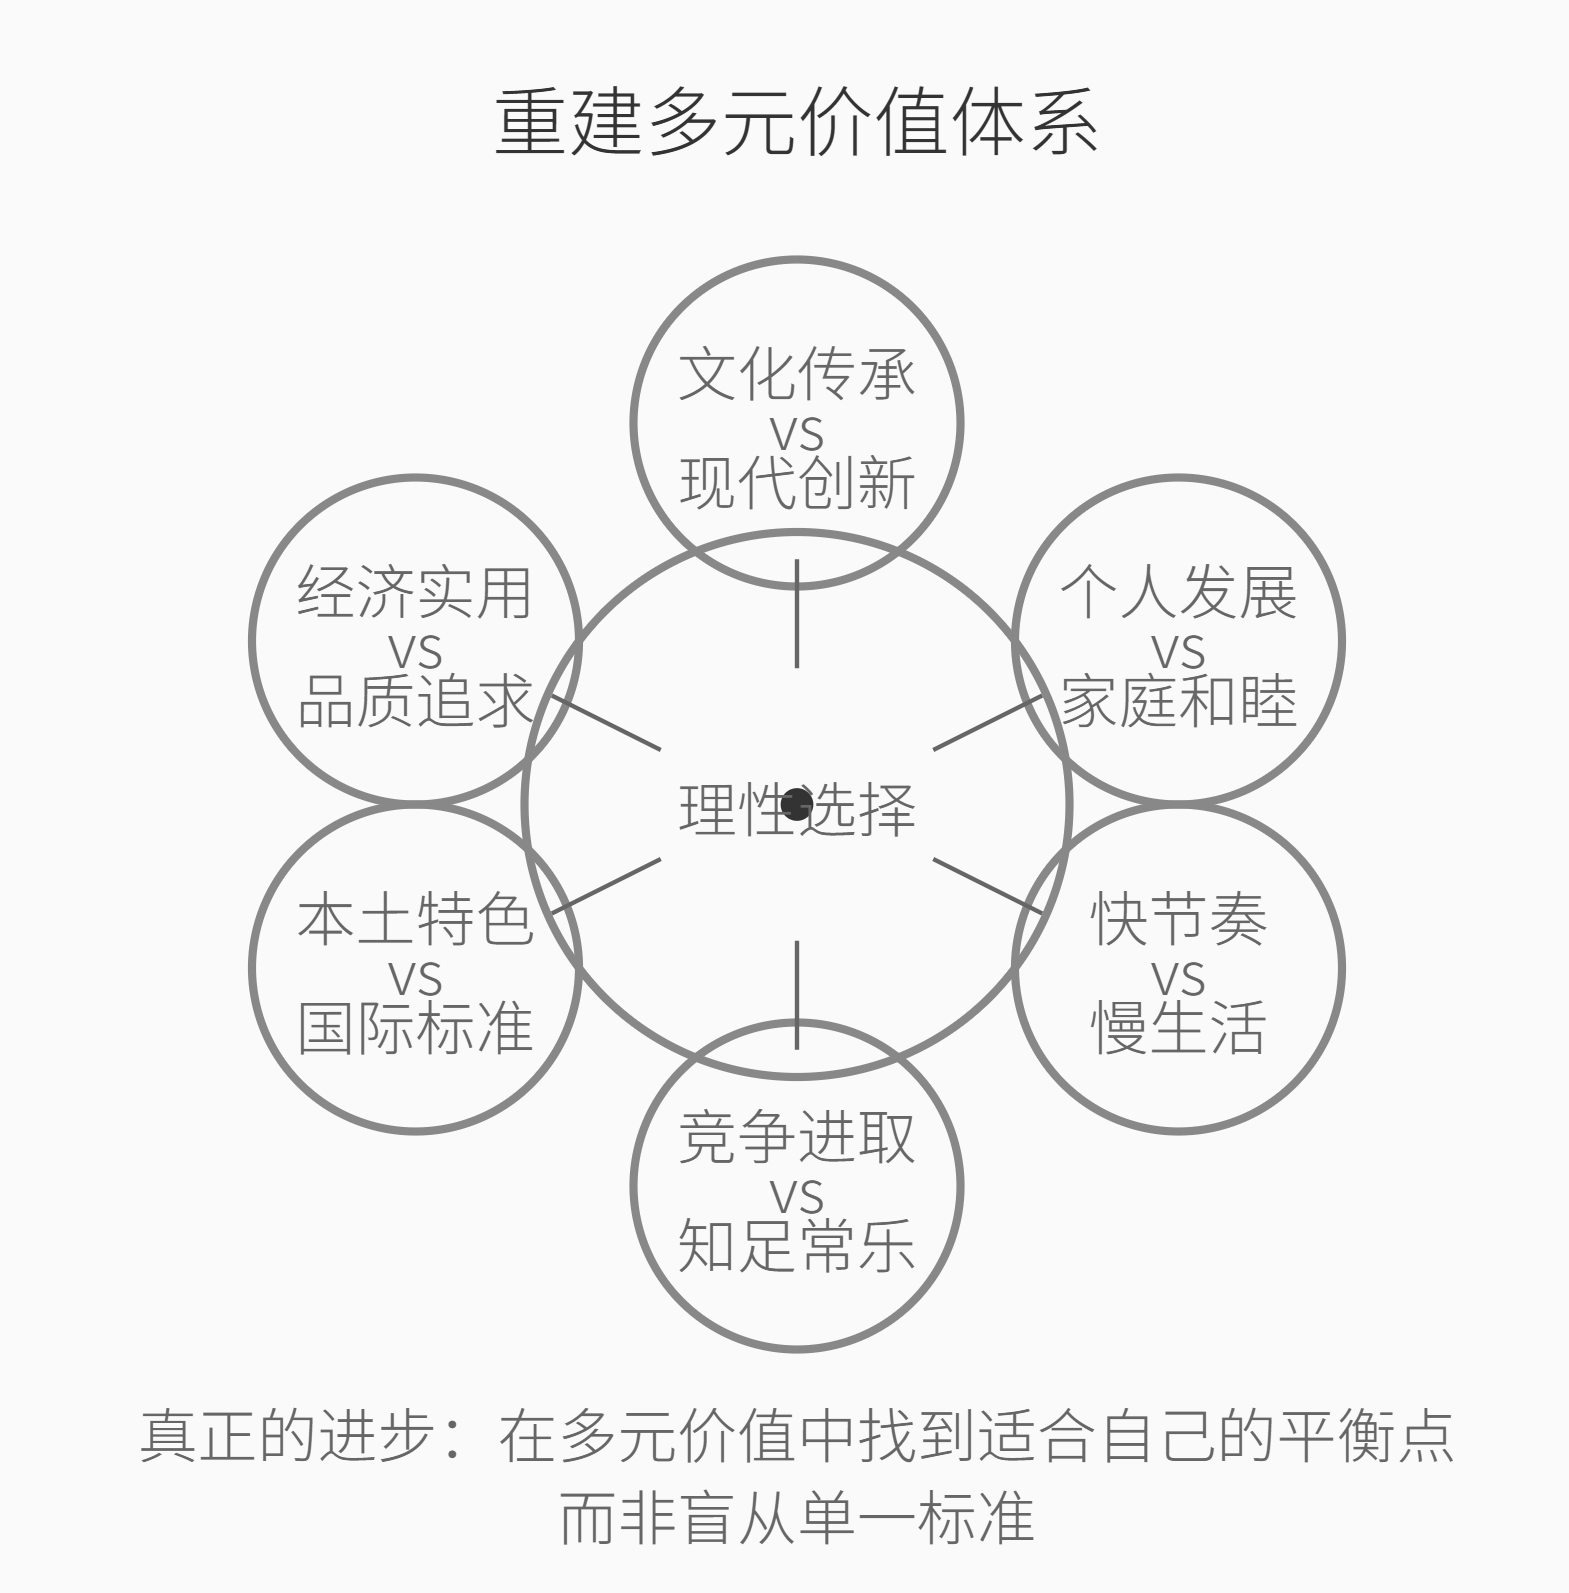 重建多元价值体系
文化传承
VS
现代创新
经济实用
VS
品质追求
个人发展
VS
家庭和睦
理性选择
本土特色
VS
国际标准
快节奏
VS
慢生活
竞争进取
VS
知足常乐
真正的进步：在多元价值中找到适合自己的平衡点
而非盲从单一标准